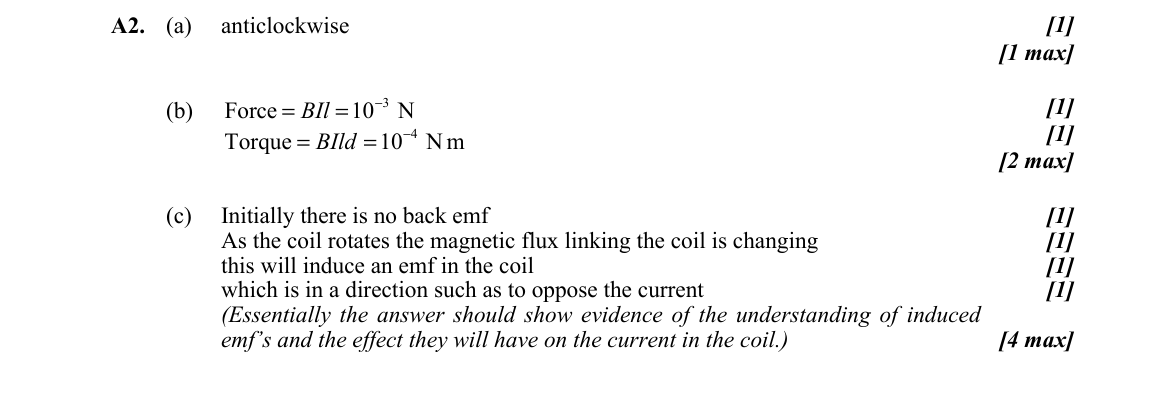 A2. (a) anticlockwise [1]
[1 max]
(b) Force = BIl = 10⁻³ N [1]
Torque = BIld = 10⁻⁴ N m [1]
[2 max]
(c) Initially there is no back emf [1]
As the coil rotates the magnetic flux linking the coil is changing [1]
this will induce an emf in the coil [1]
which is in a direction such as to oppose the current [1]
(Essentially the answer should show evidence of the understanding of induced
emf's and the effect they will have on the current in the coil.) [4 max]